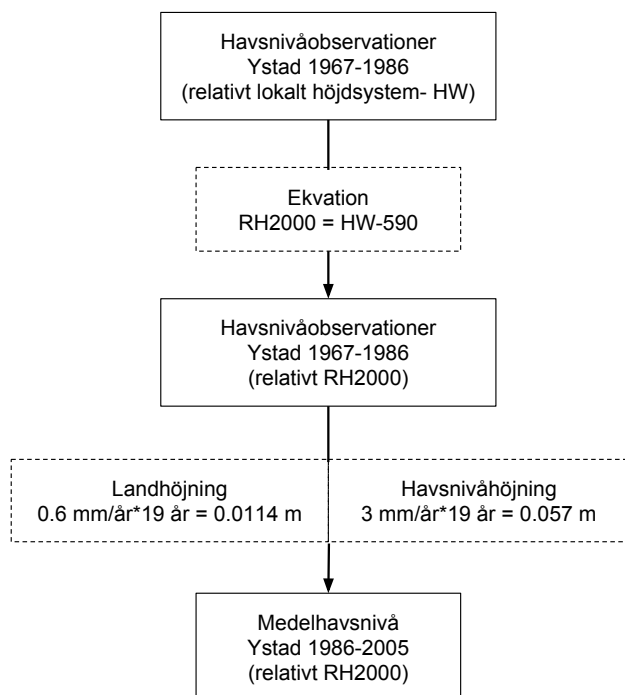 Havsnivåobservationer
Ystad 1967-1986
(relativt lokalt höjdsystem- HW)
Ekvation
RH2000 = HW-590
Havsnivåobservationer
Ystad 1967-1986
(relativt RH2000)
Landhöjning
0.6 mm/år*19 år = 0.0114 m
Havsnivåhöjning
3 mm/år*19 år = 0.057 m
Medelhavsnivå
Ystad 1986-2005
(relativt RH2000)